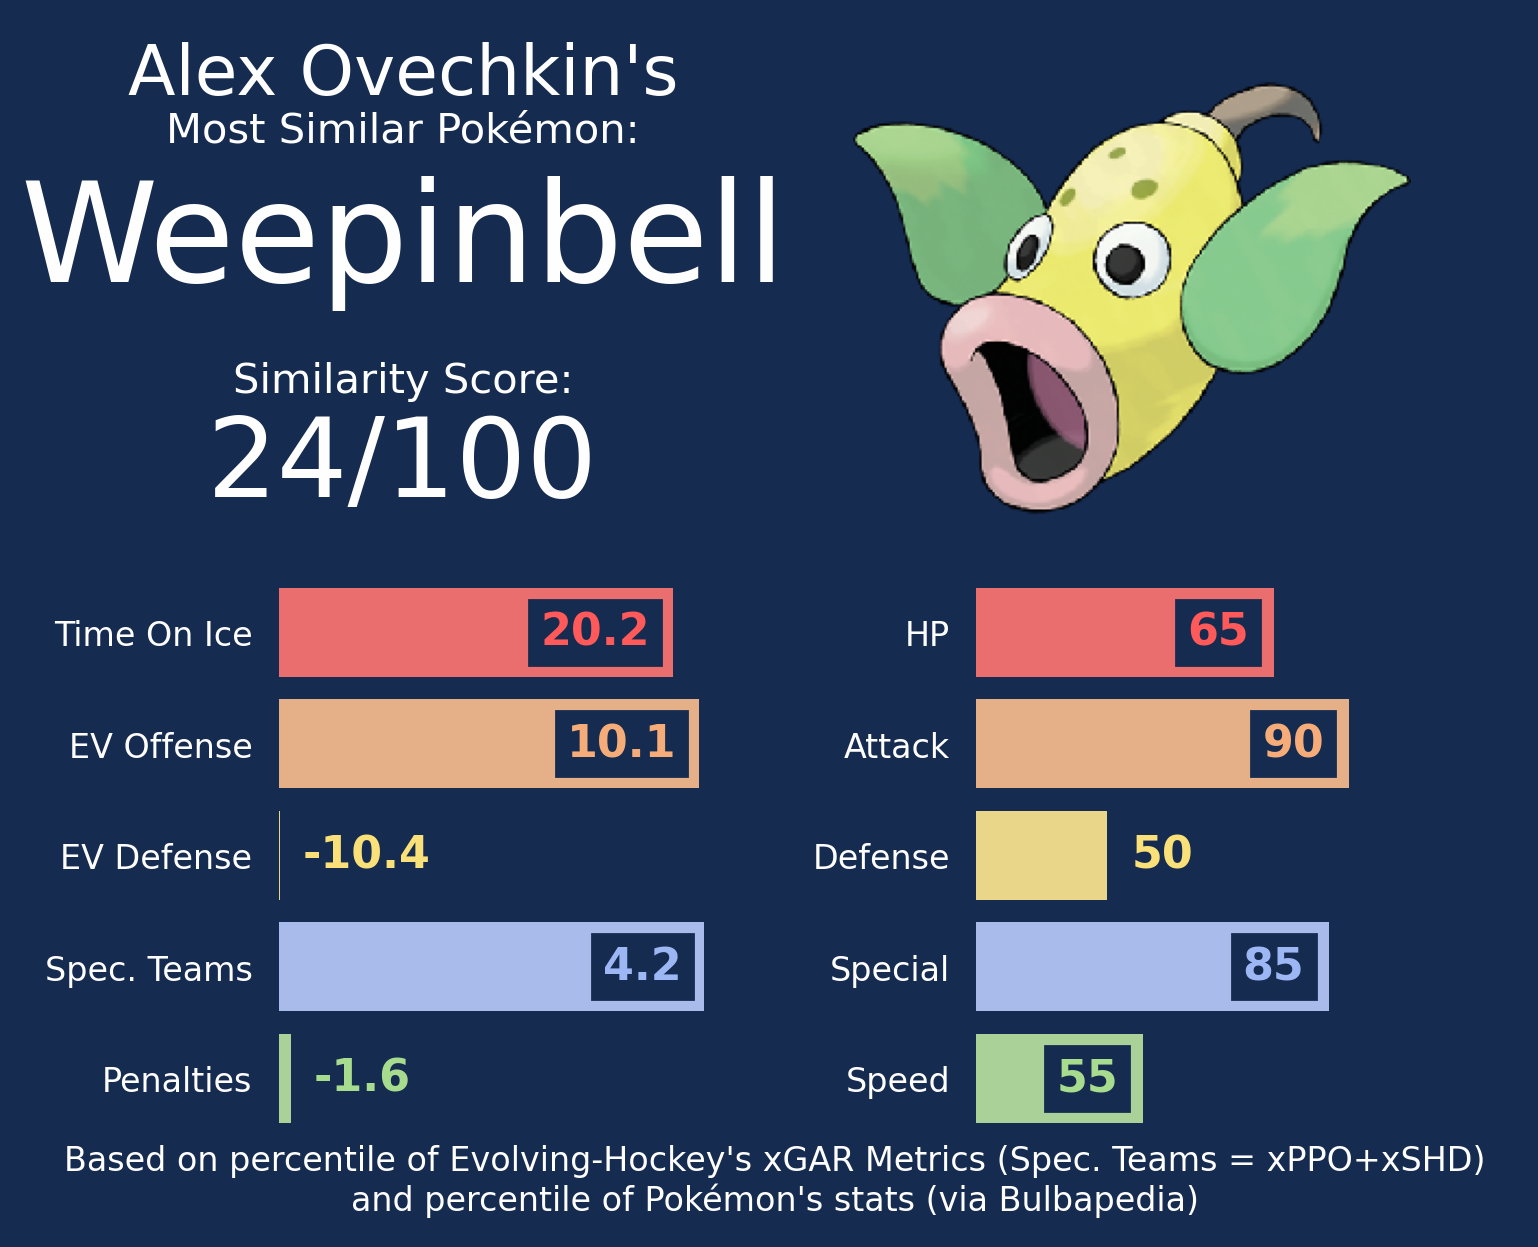 Alex Ovechkin's
Most Similar Pokémon:
Weepinbell
Similarity Score:
24/100
Time On Ice 20.2
EV Offense 10.1
EV Defense -10.4
Spec. Teams 4.2
Penalties -1.6
HP 65
Attack 90
Defense 50
Special 85
Speed 55
Based on percentile of Evolving-Hockey's xGAR Metrics (Spec. Teams = xPPO+xSHD)
and percentile of Pokémon's stats (via Bulbapedia)